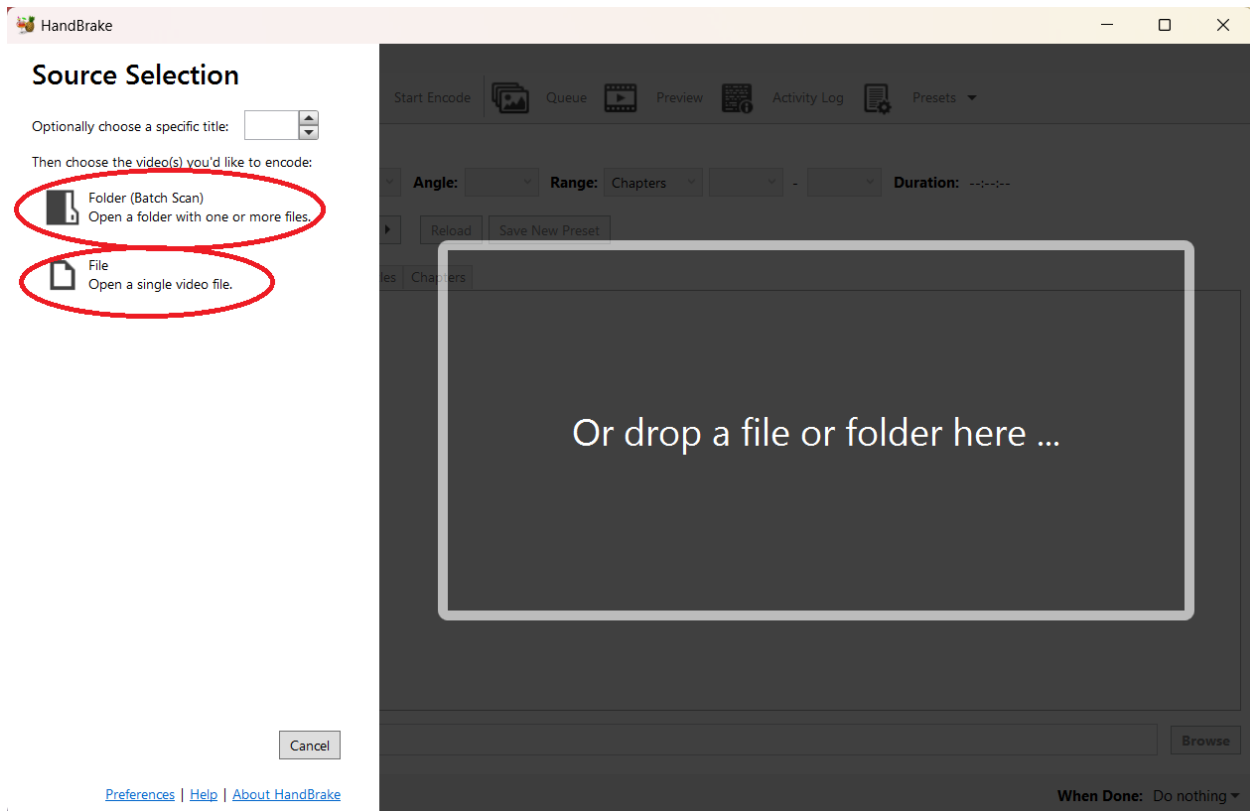 HandBrake
Source Selection
Optionally choose a specific title:
Then choose the video(s) you'd like to encode:
Folder (Batch Scan)
Open a folder with one or more files.
File
Open a single video file.
Cancel
Preferences | Help | About HandBrake
Start Encode Queue Preview Activity Log Presets
Angle: Range: Chapters - Duration: --:--:--
Reload Save New Preset
les Chapters
Or drop a file or folder here ...
Browse
When Done: Do nothing